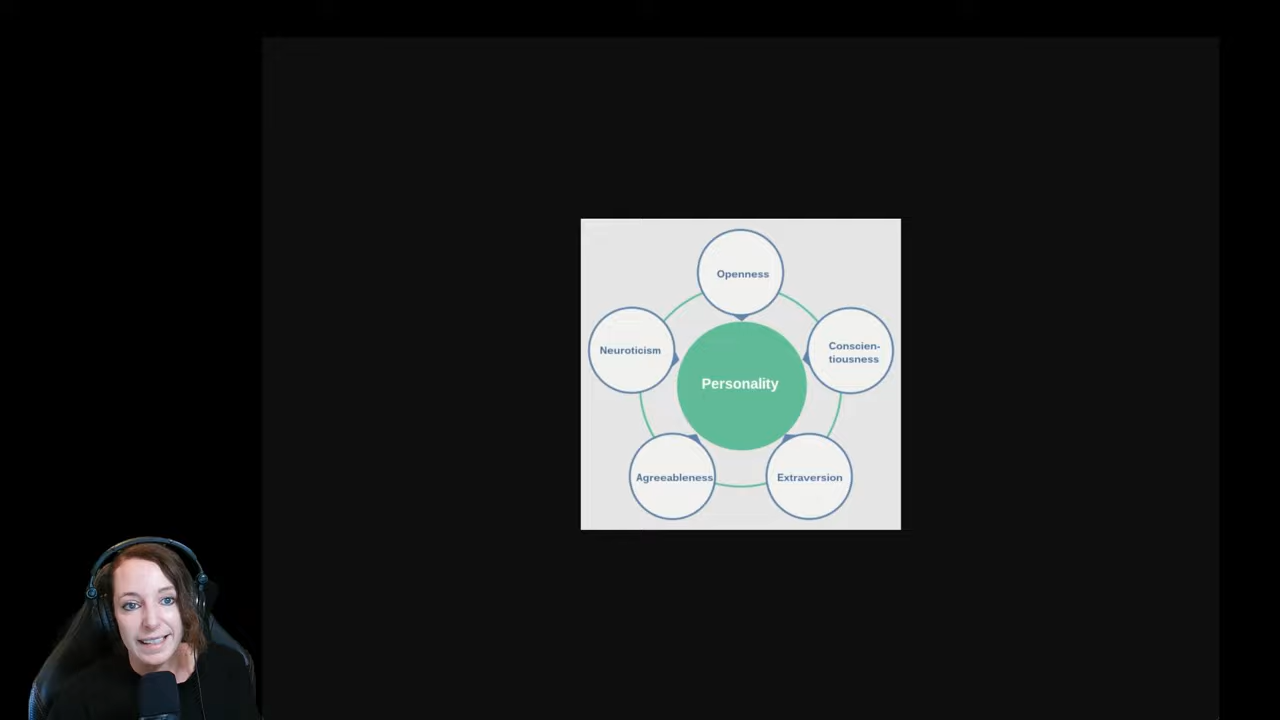 Openness
Neuroticism
Conscien-
tiousness
Personality
Agreeableness
Extraversion